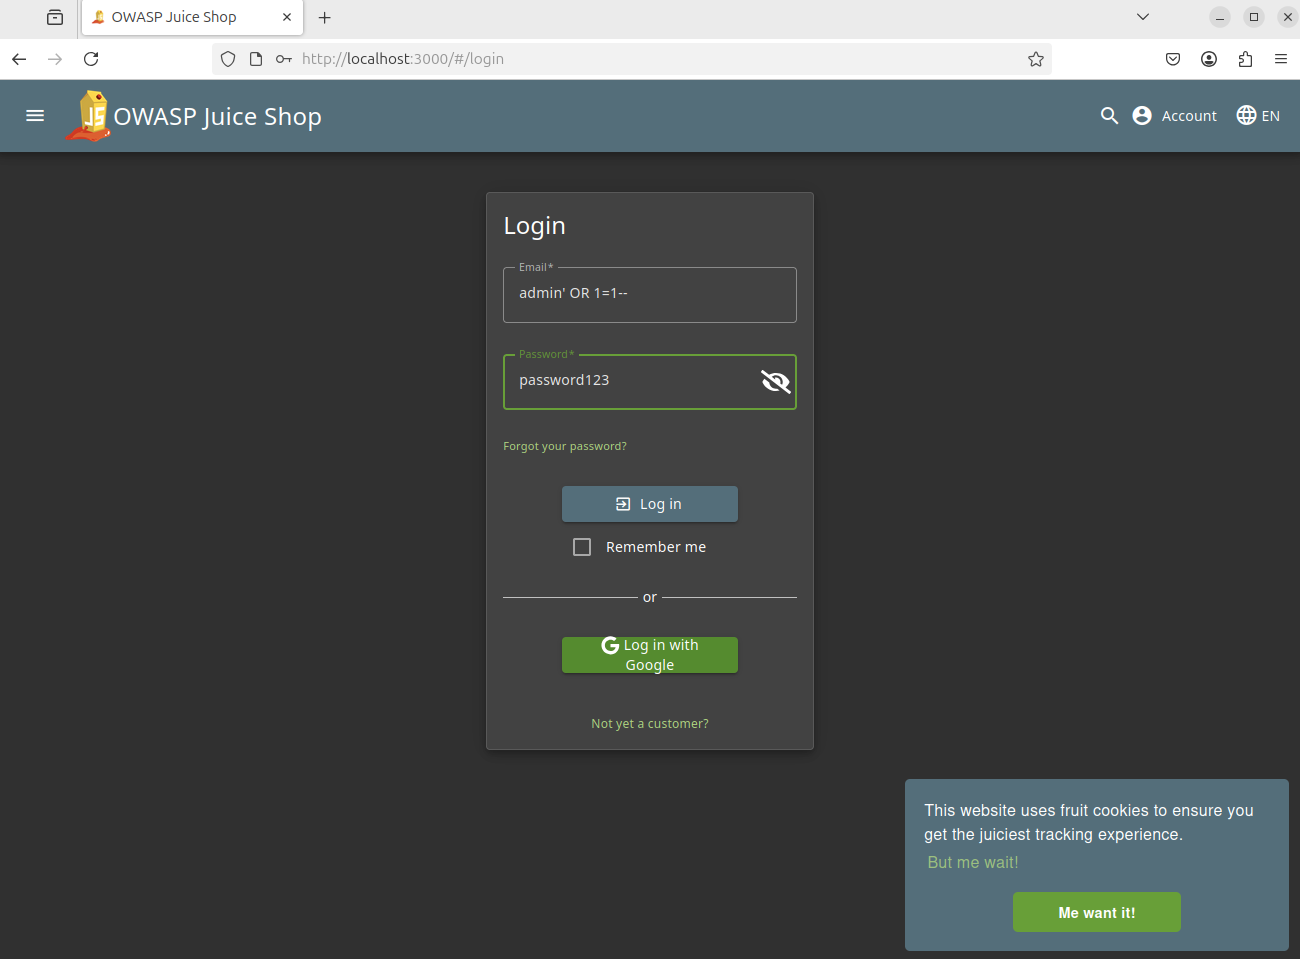 OWASP Juice Shop
http://localhost:3000/#/login
JS
OWASP Juice Shop
Account
EN
Login
Email*
admin' OR 1=1--
Password*
password123
Forgot your password?
Log in
Remember me
or
G Log in with
Google
Not yet a customer?
This website uses fruit cookies to ensure you
get the juiciest tracking experience.
But me wait!
Me want it!